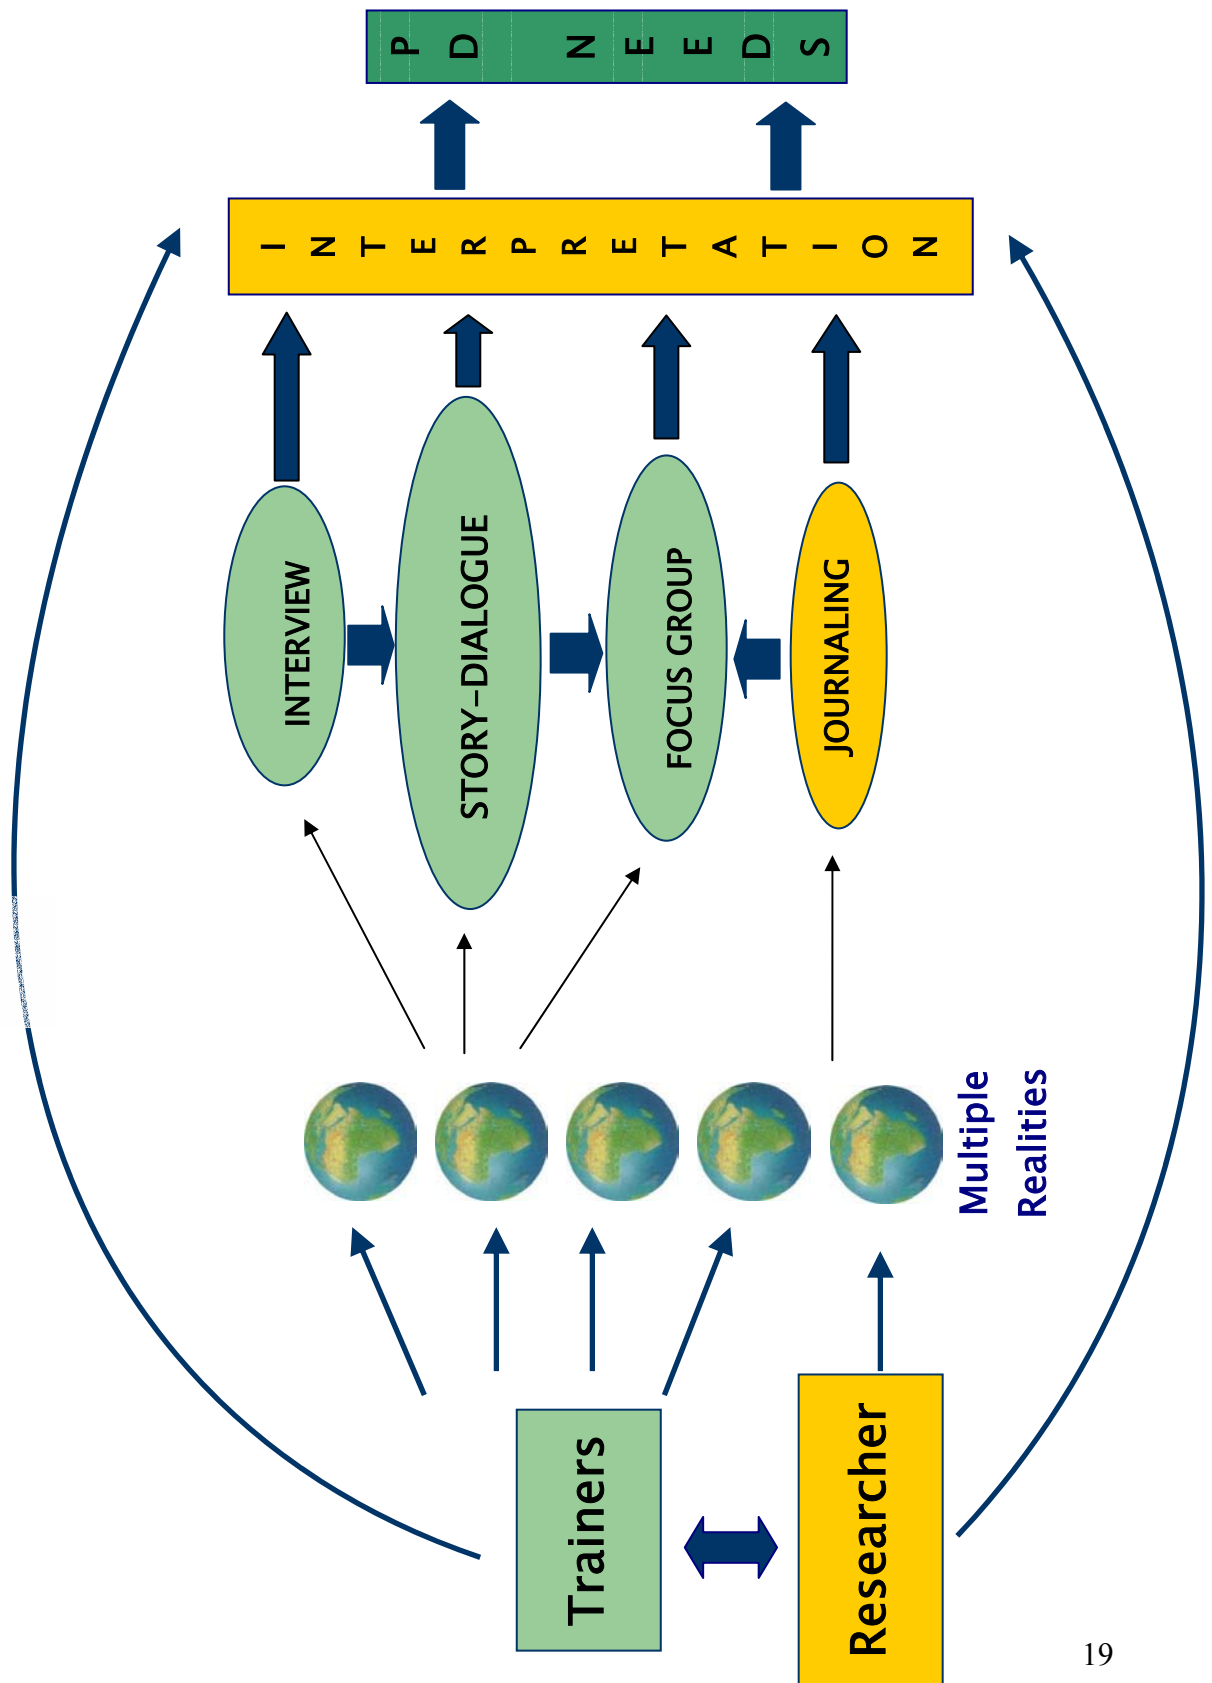 PD NEEDS
INTERPRETATION
INTERVIEW
STORY-DIALOGUE
FOCUS GROUP
JOURNALING
Multiple
Realities
Trainers
Researcher
19